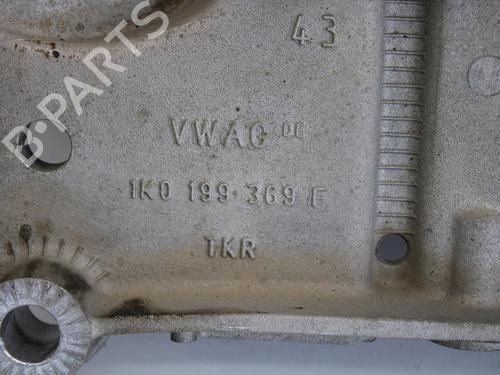 43
B-PARTS
VWAG DE
1K0 199 369 F
TKR